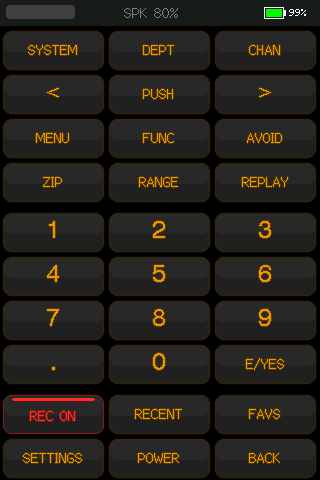 SPK 80% 99%
SYSTEM DEPT CHAN
< PUSH >
MENU FUNC AVOID
ZIP RANGE REPLAY
1 2 3
4 5 6
7 8 9
. 0 E/YES
REC ON RECENT FAVS
SETTINGS POWER BACK